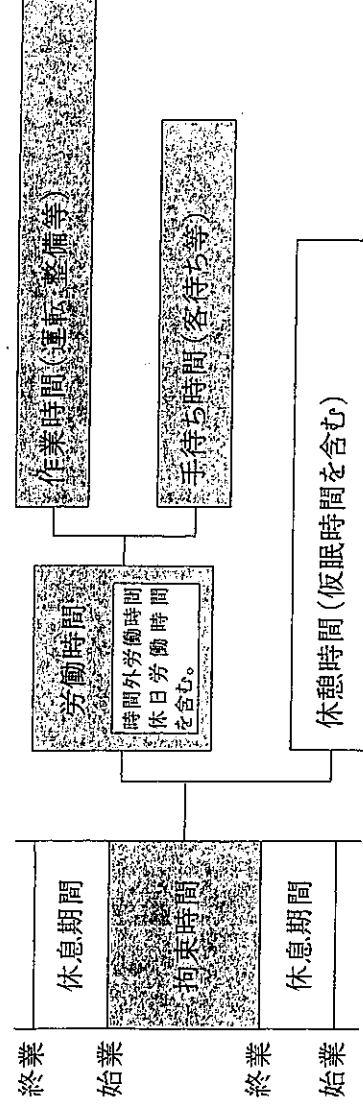 終業
休息期間
始業
拘束時間
終業
休息期間
始業
労働時間
時間外労働時間
休日労働時間
を含む。
作業時間(運転、整備等)
手待ち時間(客待ち等)
休憩時間(仮眠時間を含む)